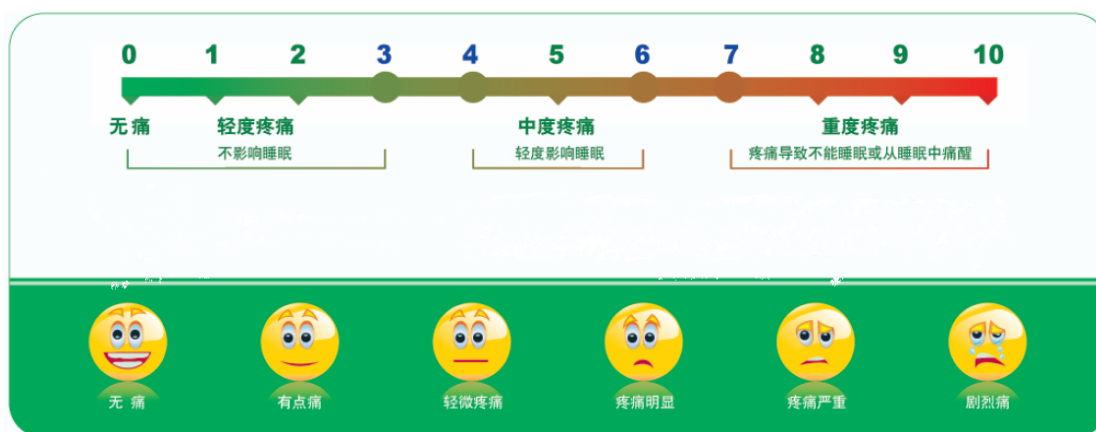 0 1 2 3 4 5 6 7 8 9 10
无痛 轻度疼痛 中度疼痛 重度疼痛
不影响睡眠 轻度影响睡眠 疼痛导致不能睡眠或从睡眠中痛醒
无痛 有点痛 轻微疼痛 疼痛明显 疼痛严重 剧烈痛